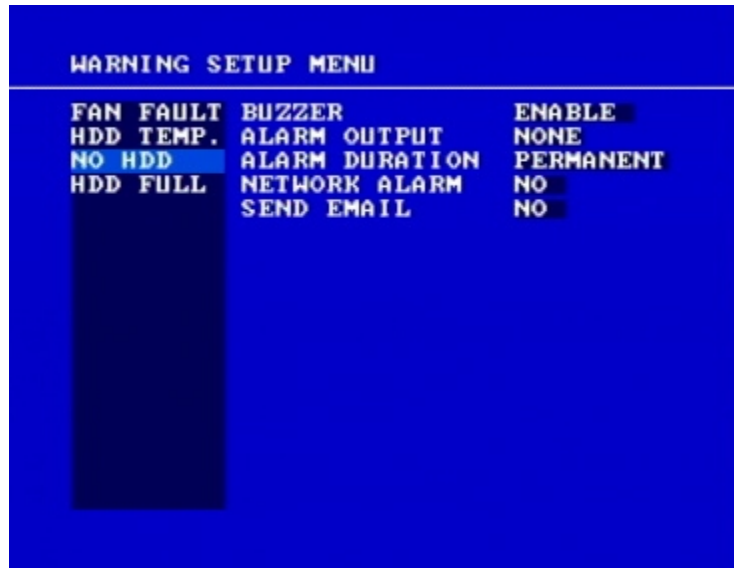 WARNING SETUP MENU
FAN FAULT BUZZER ENABLE
HDD TEMP. ALARM OUTPUT NONE
NO HDD ALARM DURATION PERMANENT
HDD FULL NETWORK ALARM NO
SEND EMAIL NO